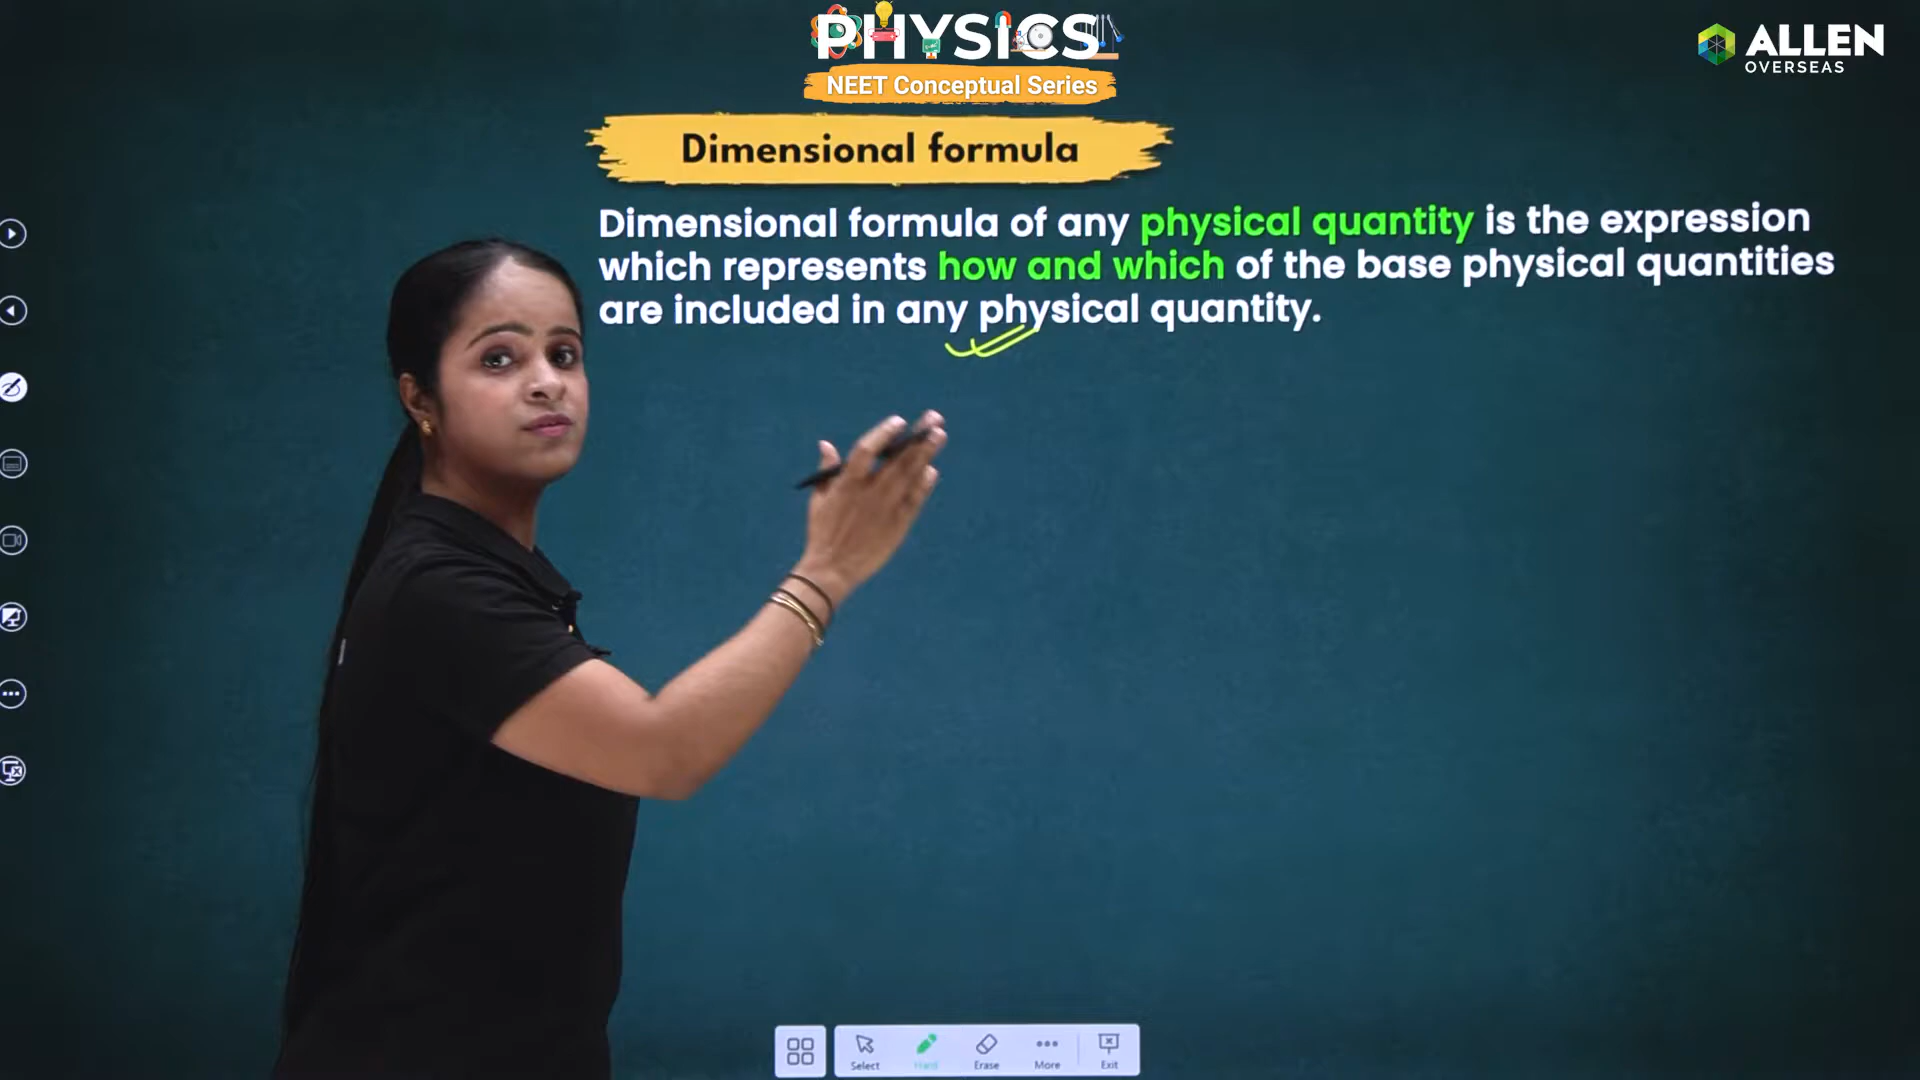 PHYSICS
NEET Conceptual Series
ALLEN
OVERSEAS
Dimensional formula
Dimensional formula of any physical quantity is the expression
which represents how and which of the base physical quantities
are included in any physical quantity.
Select
Hand
Erase
More
Exit